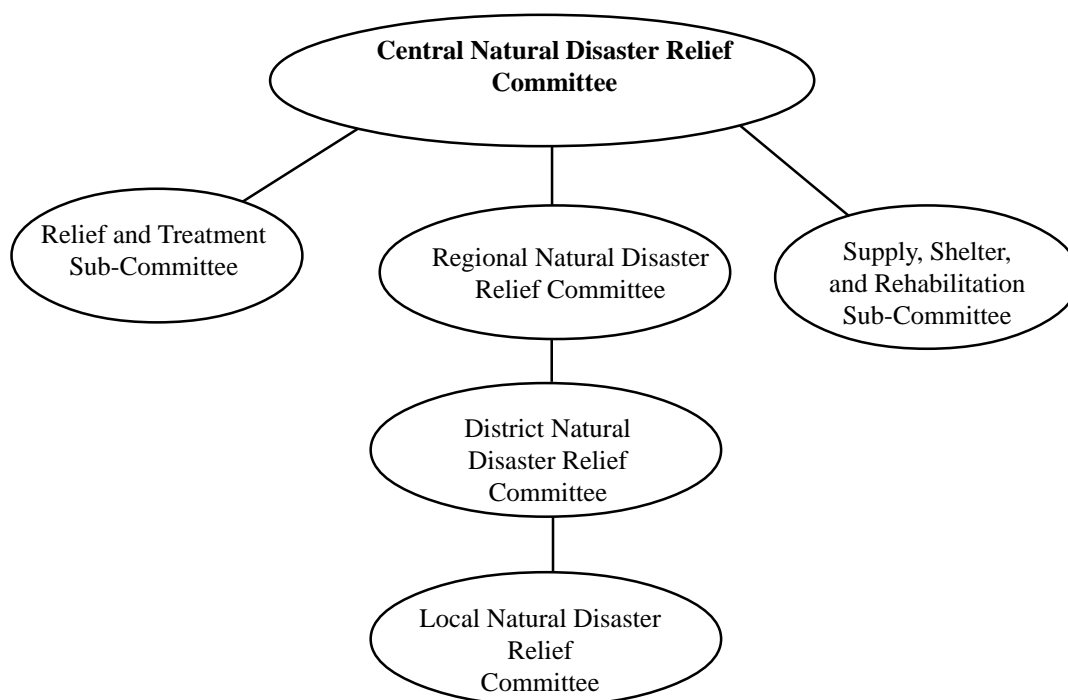 Central Natural Disaster Relief
Committee
Relief and Treatment
Sub-Committee
Regional Natural Disaster
Relief Committee
Supply, Shelter,
and Rehabilitation
Sub-Committee
District Natural
Disaster Relief
Committee
Local Natural Disaster
Relief
Committee